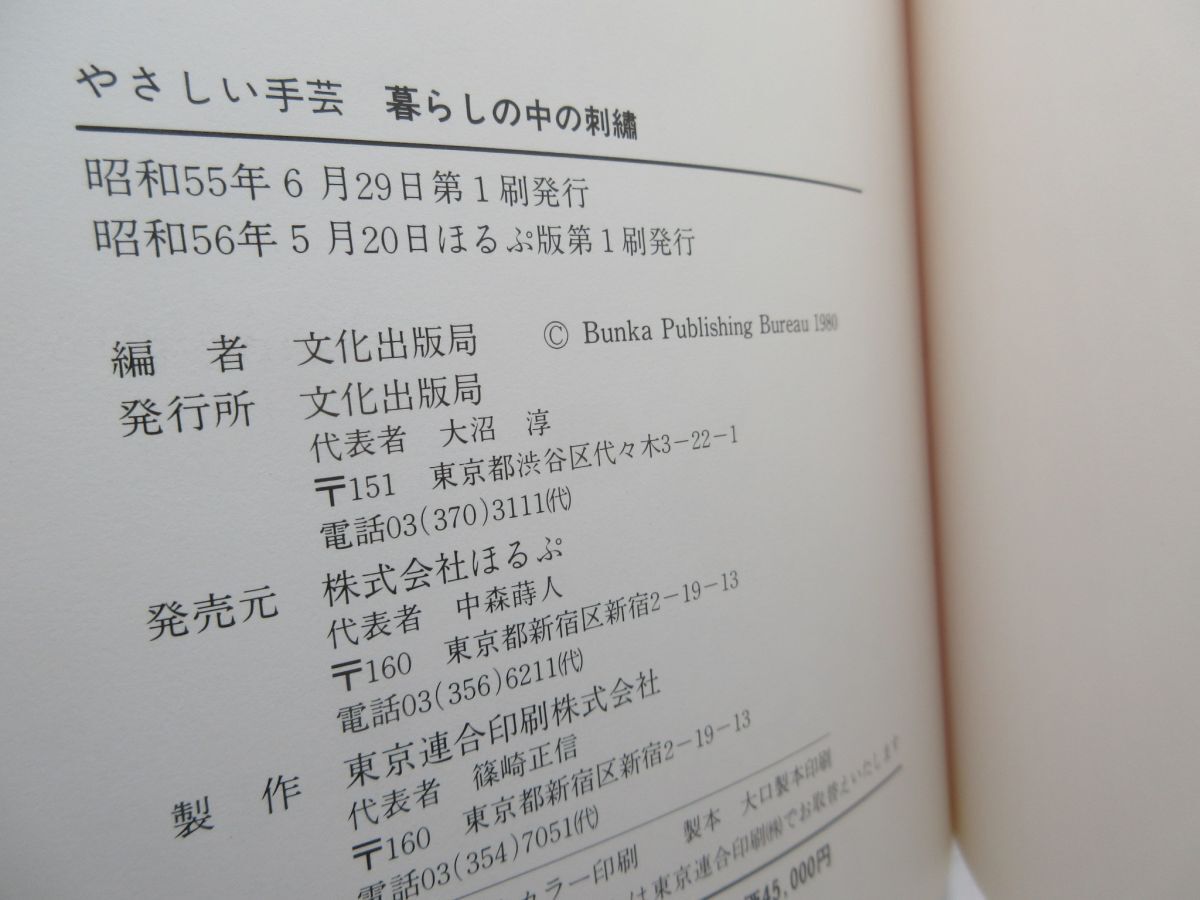 やさしい手芸 暮らしの中の刺繡
昭和55年6月29日第1刷発行
昭和56年5月20日ほるぷ版第1刷発行
編 者 文化出版局 © Bunka Publishing Bureau 1980
発行所 文化出版局
代表者 大沼 淳
〒151 東京都渋谷区代々木3-22-1
電話03(370)3111㈹
発売元 株式会社ほるぷ
代表者 中森蒔人
〒160 東京都新宿区新宿2-19-13
電話03(356)6211㈹
製 作 東京連合印刷株式会社
代表者 篠崎正信
〒160 東京都新宿区新宿2-19-13
電話03(354)7051㈹
カラー印刷 製本 大口製本印刷
は東京連合印刷㈱でお取替えいたします
45,000円